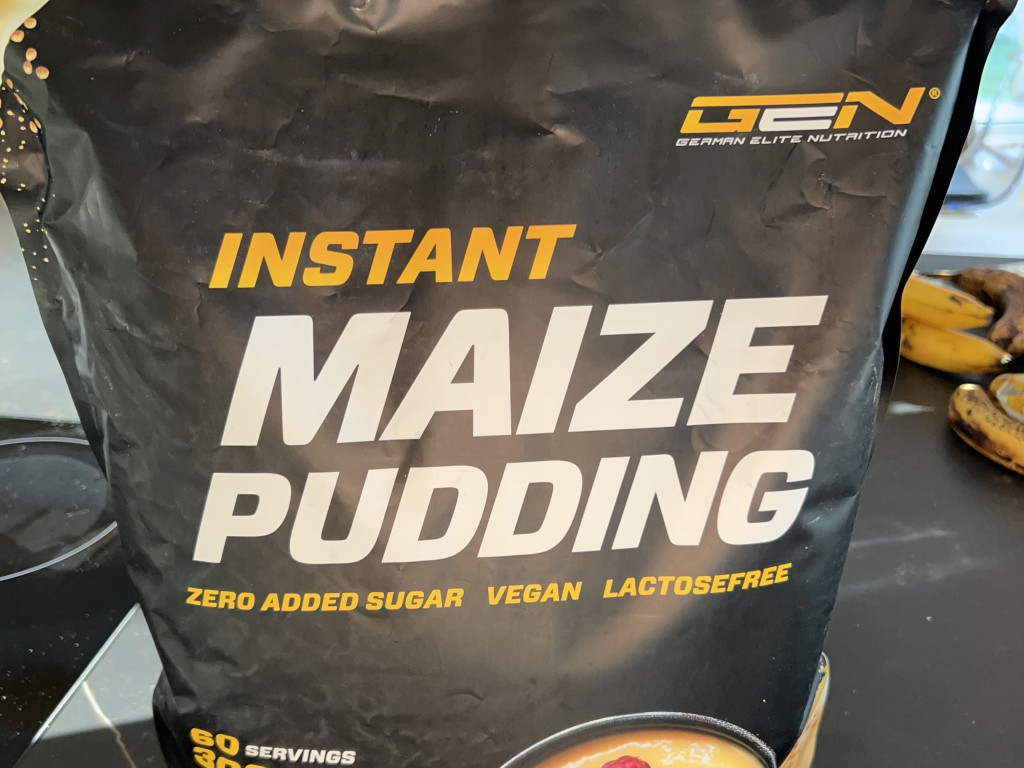 GEN®
GERMAN ELITE NUTRITION
INSTANT
MAIZE
PUDDING
ZERO ADDED SUGAR VEGAN LACTOSEFREE
60 SERVINGS